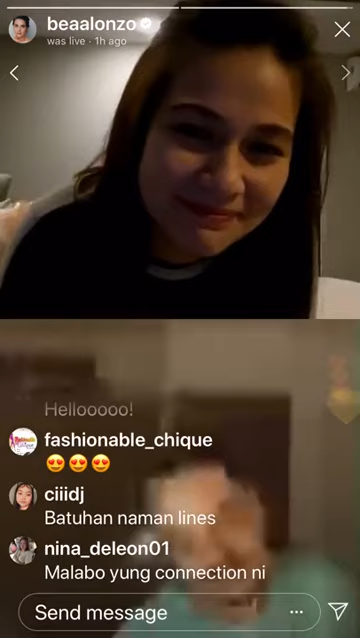 beaalonzo
was live · 1h ago
Hellooooo!
fashionable_chique
😍😍😍
ciiidj
Batuhan naman lines
nina_deleon01
Malabo yung connection ni
Send message